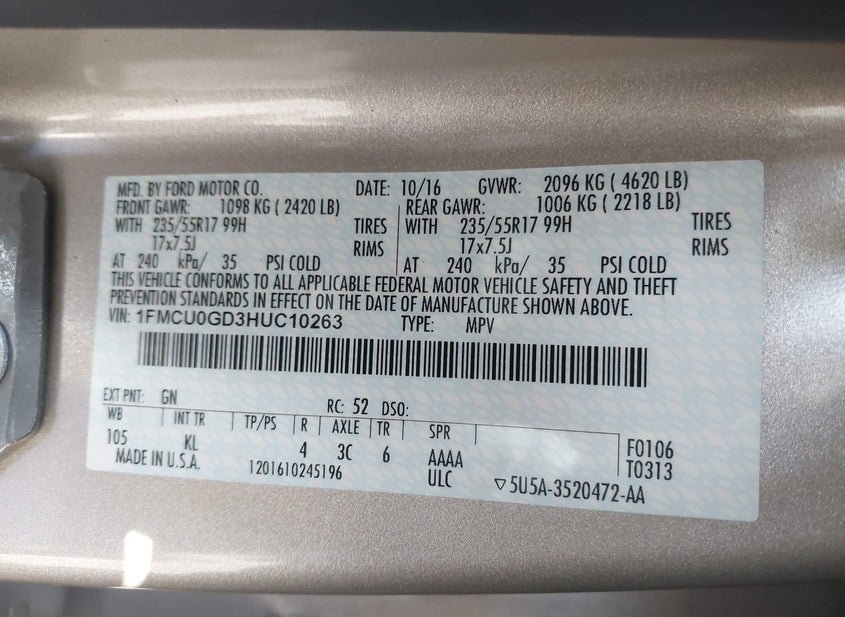 MFD. BY FORD MOTOR CO. DATE: 10/16 GVWR: 2096 KG ( 4620 LB)
FRONT GAWR: 1098 KG ( 2420 LB) REAR GAWR: 1006 KG ( 2218 LB)
WITH 235/55R17 99H TIRES WITH 235/55R17 99H TIRES
17x7.5J RIMS 17x7.5J RIMS
AT 240 kPa/ 35 PSI COLD AT 240 kPa/ 35 PSI COLD
THIS VEHICLE CONFORMS TO ALL APPLICABLE FEDERAL MOTOR VEHICLE SAFETY AND THEFT
PREVENTION STANDARDS IN EFFECT ON THE DATE OF MANUFACTURE SHOWN ABOVE.
VIN: 1FMCU0GD3HUC10263 TYPE: MPV
EXT PNT: GN RC: 52 DSO:
WB INT TR TP/PS R AXLE TR SPR
105 KL 4 3C 6 AAAA F0106
MADE IN U.S.A. 1201610245196 ULC T0313
▽5U5A-3520472-AA